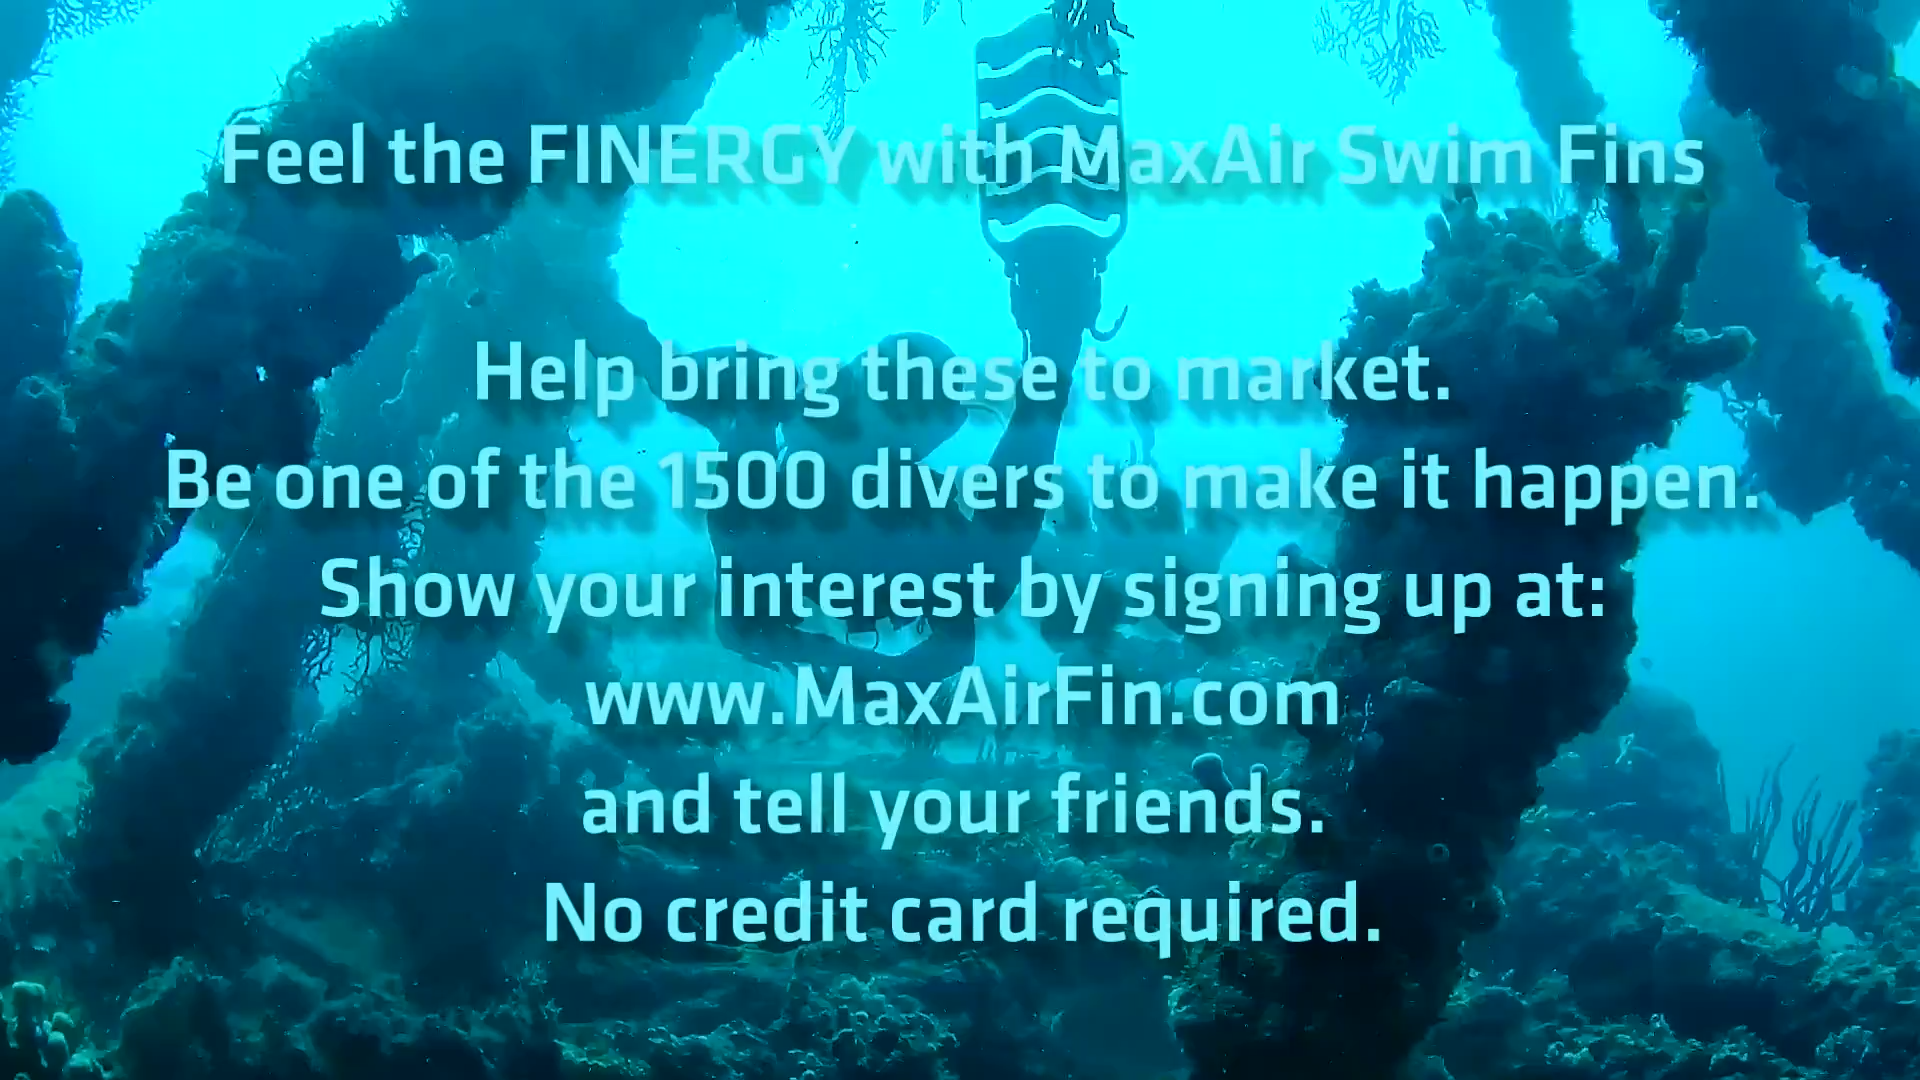 Feel the FINERGY with MaxAir Swim Fins
Help bring these to market.
Be one of the 1500 divers to make it happen.
Show your interest by signing up at:
www.MaxAirFin.com
and tell your friends.
No credit card required.